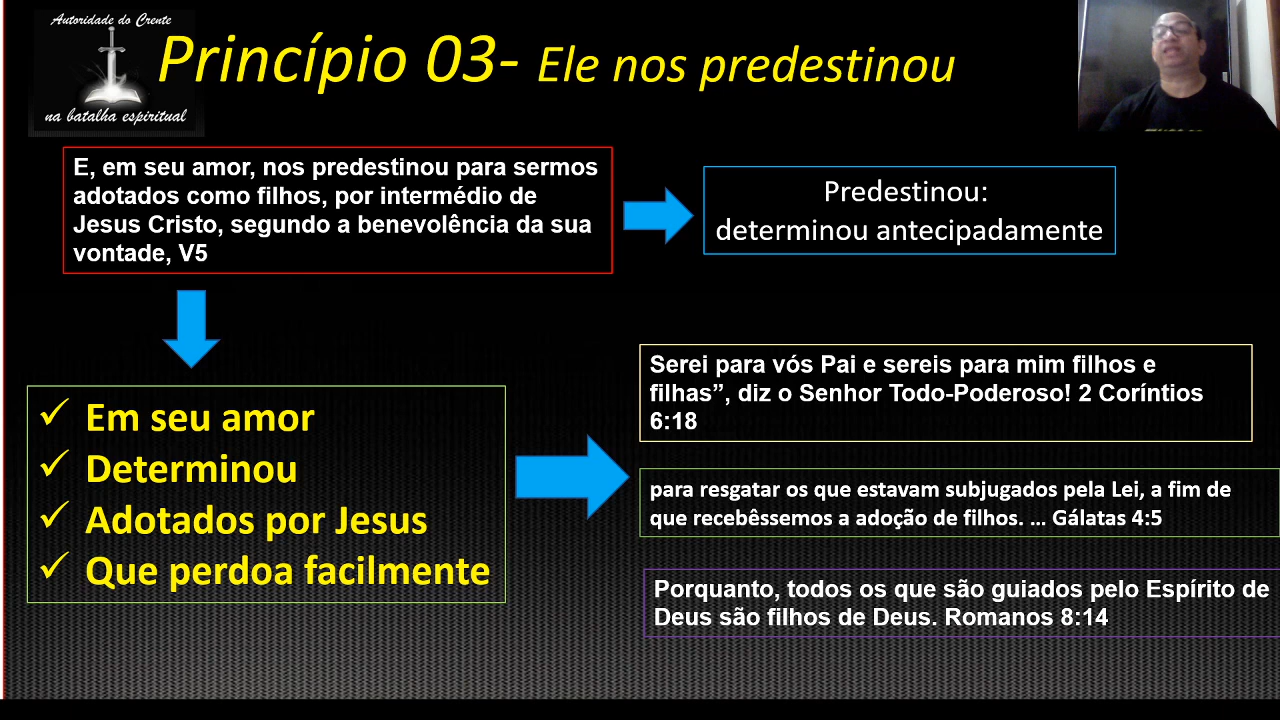 Autoridade do Crente
na batalha espiritual
Princípio 03- Ele nos predestinou
E, em seu amor, nos predestinou para sermos
adotados como filhos, por intermédio de
Jesus Cristo, segundo a benevolência da sua
vontade, V5
Predestinou:
determinou antecipadamente
✓ Em seu amor
✓ Determinou
✓ Adotados por Jesus
✓ Que perdoa facilmente
Serei para vós Pai e sereis para mim filhos e
filhas”, diz o Senhor Todo-Poderoso! 2 Coríntios
6:18
para resgatar os que estavam subjugados pela Lei, a fim de
que recebêssemos a adoção de filhos. … Gálatas 4:5
Porquanto, todos os que são guiados pelo Espírito de
Deus são filhos de Deus. Romanos 8:14